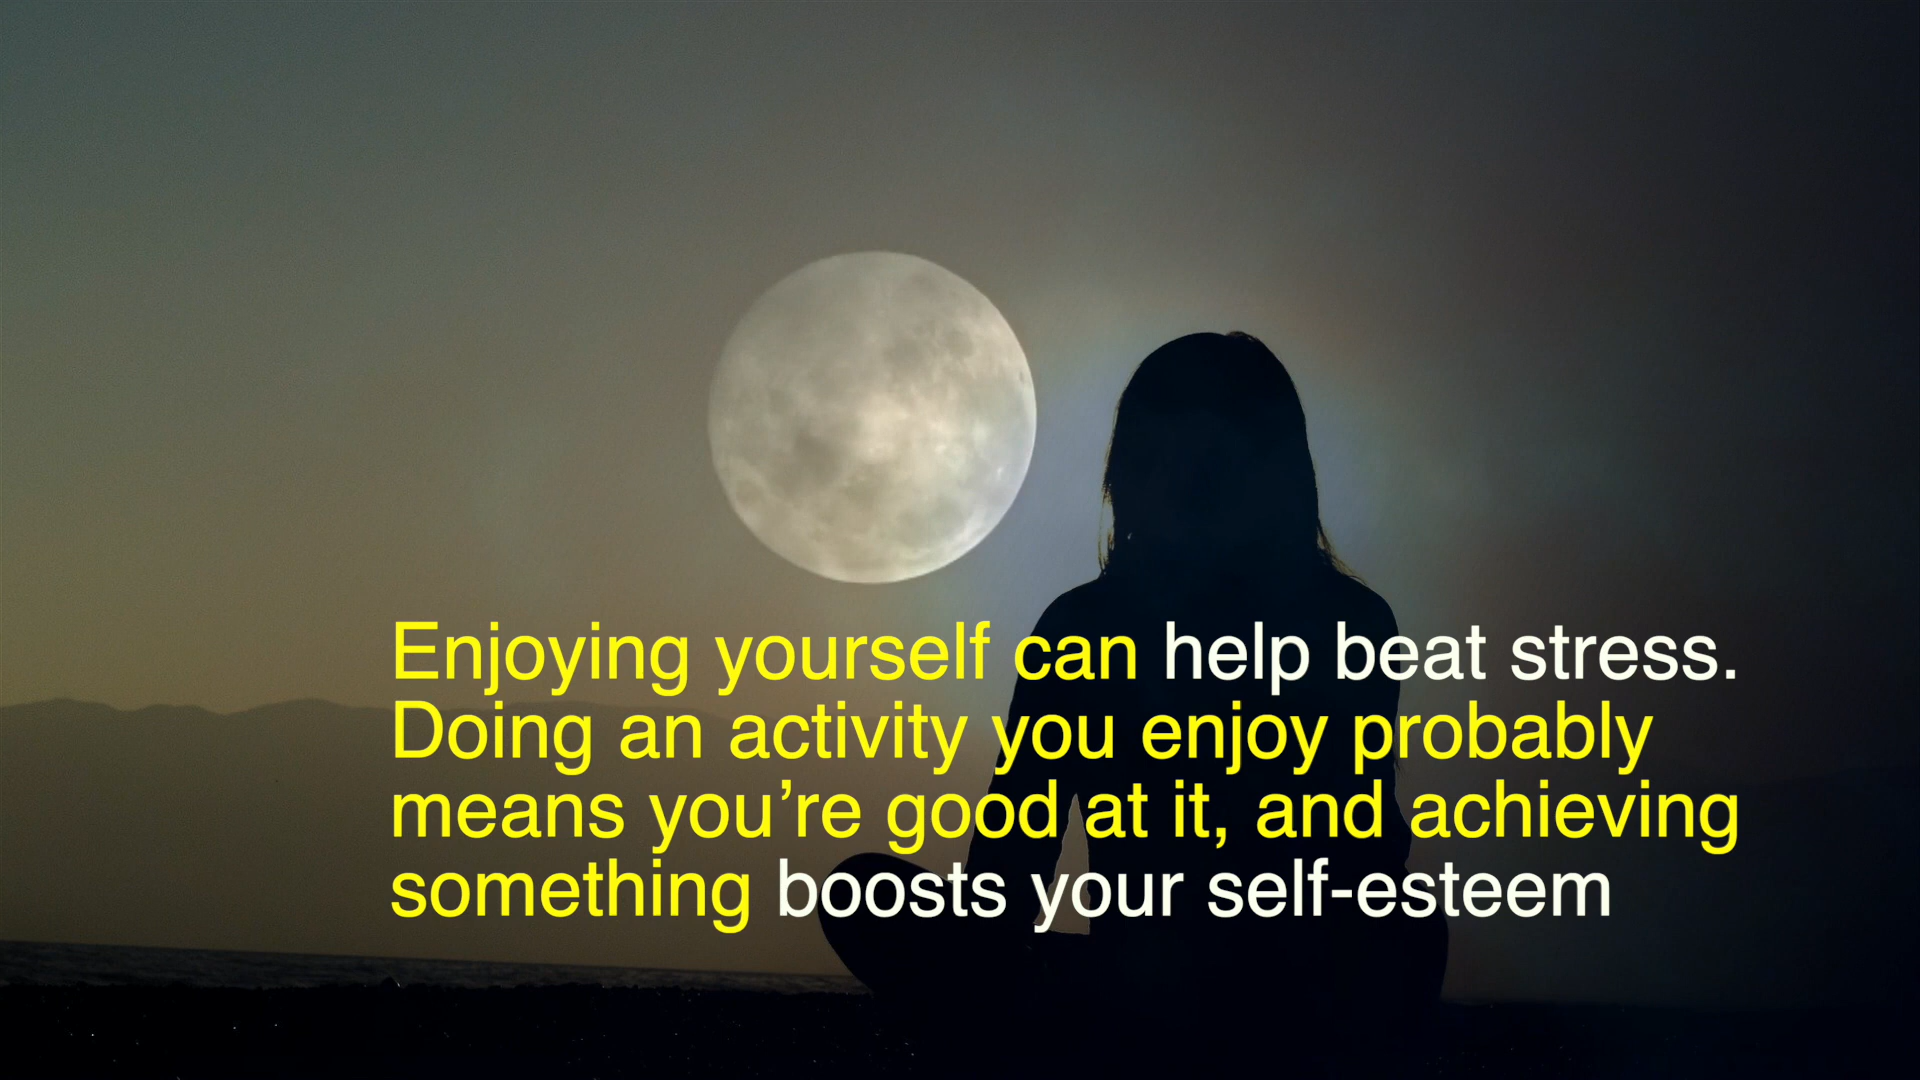 Enjoying yourself can help beat stress.
Doing an activity you enjoy probably
means you’re good at it, and achieving
something boosts your self-esteem